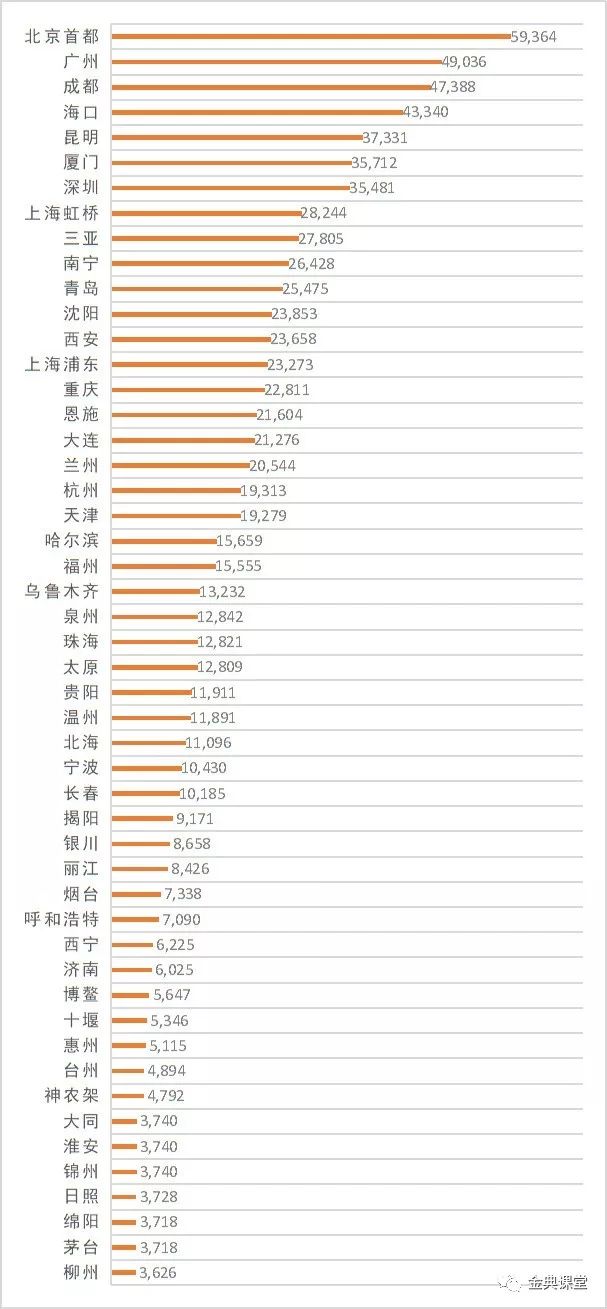 北京首都 59,364
广州 49,036
成都 47,388
海口 43,340
昆明 37,331
厦门 35,712
深圳 35,481
上海虹桥 28,244
三亚 27,805
南宁 26,428
青岛 25,475
沈阳 23,853
西安 23,658
上海浦东 23,273
重庆 22,811
恩施 21,604
大连 21,276
兰州 20,544
杭州 19,313
天津 19,279
哈尔滨 15,659
福州 15,555
乌鲁木齐 13,232
泉州 12,842
珠海 12,821
太原 12,809
贵阳 11,911
温州 11,891
北海 11,096
宁波 10,430
长春 10,185
揭阳 9,171
银川 8,658
丽江 8,426
烟台 7,338
呼和浩特 7,090
西宁 6,225
济南 6,025
博鳌 5,647
十堰 5,346
惠州 5,115
台州 4,894
神农架 4,792
大同 3,740
淮安 3,740
锦州 3,740
日照 3,728
绵阳 3,718
茅台 3,718
柳州 3,626
金典课堂